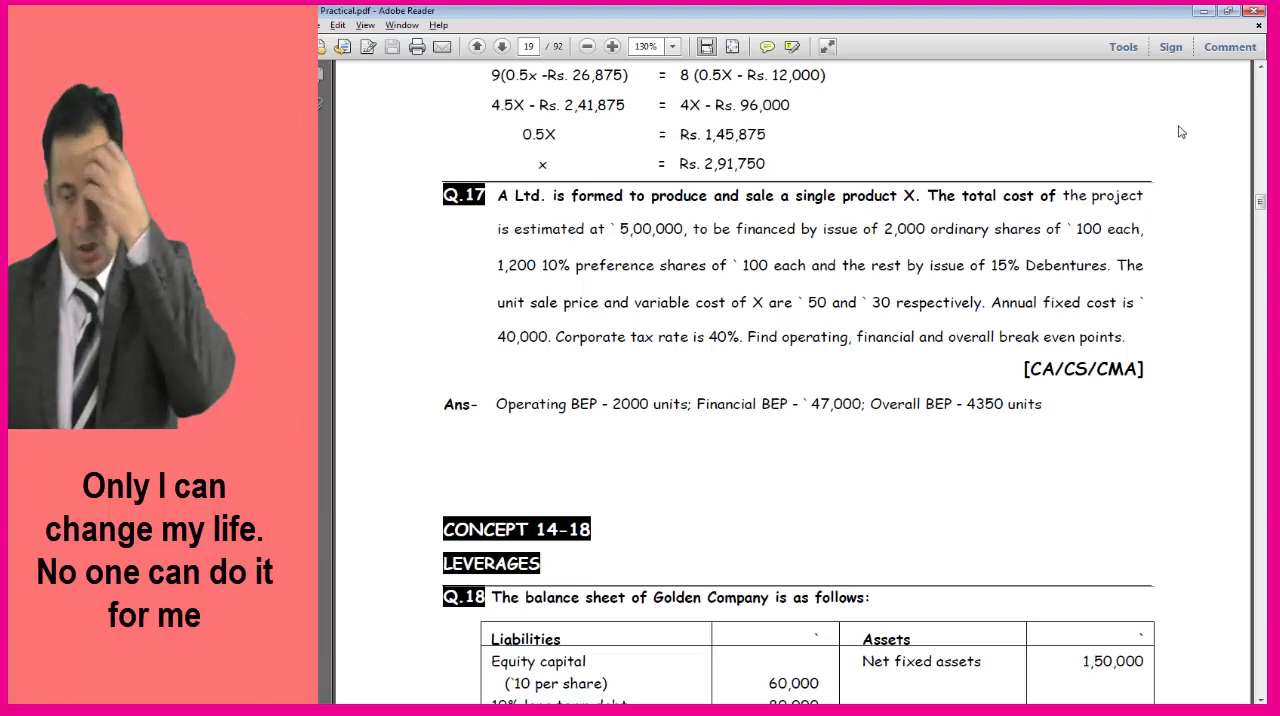 Practical.pdf - Adobe Reader
Edit View Window Help
19 / 92 130% Tools Sign Comment
9(0.5x -Rs. 26,875) = 8 (0.5X - Rs. 12,000)
4.5X - Rs. 2,41,875 = 4X - Rs. 96,000
0.5X = Rs. 1,45,875
x = Rs. 2,91,750
Q.17 A Ltd. is formed to produce and sale a single product X. The total cost of the project
is estimated at ` 5,00,000, to be financed by issue of 2,000 ordinary shares of ` 100 each,
1,200 10% preference shares of ` 100 each and the rest by issue of 15% Debentures. The
unit sale price and variable cost of X are ` 50 and ` 30 respectively. Annual fixed cost is `
40,000. Corporate tax rate is 40%. Find operating, financial and overall break even points.
[CA/CS/CMA]
Ans- Operating BEP - 2000 units; Financial BEP - ` 47,000; Overall BEP - 4350 units
CONCEPT 14-18
LEVERAGES
Q.18 The balance sheet of Golden Company is as follows:
Liabilities ` Assets `
Equity capital Net fixed assets 1,50,000
(`10 per share) 60,000
10% long term debt 80,000
Only I can
change my life.
No one can do it
for me